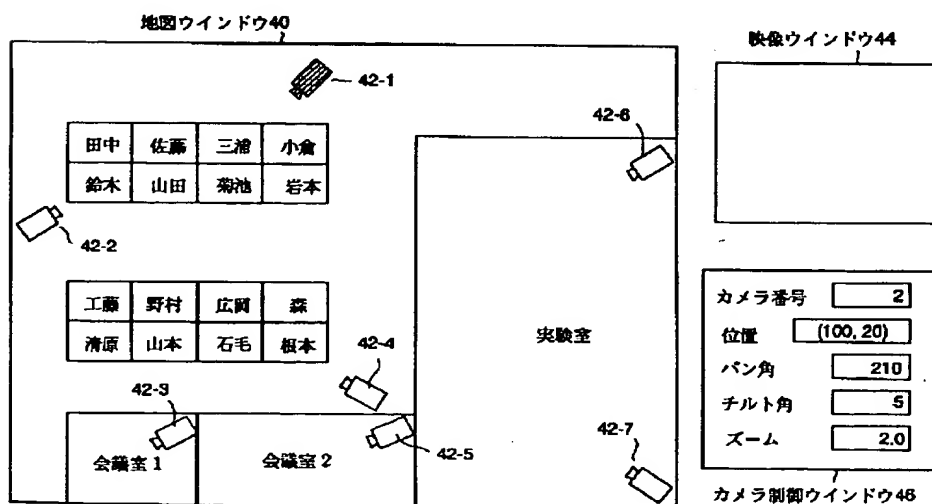 地図ウインドウ40
映像ウインドウ44
42-1
42-6
田中 佐藤 三浦 小倉
鈴木 山田 菊池 岩本
42-2
工藤 野村 広岡 森
清原 山本 石毛 根本
42-4
42-3
42-5
42-7
実験室
会議室1
会議室2
カメラ番号 2
位置 (100, 20)
パン角 210
チルト角 5
ズーム 2.0
カメラ制御ウインドウ46